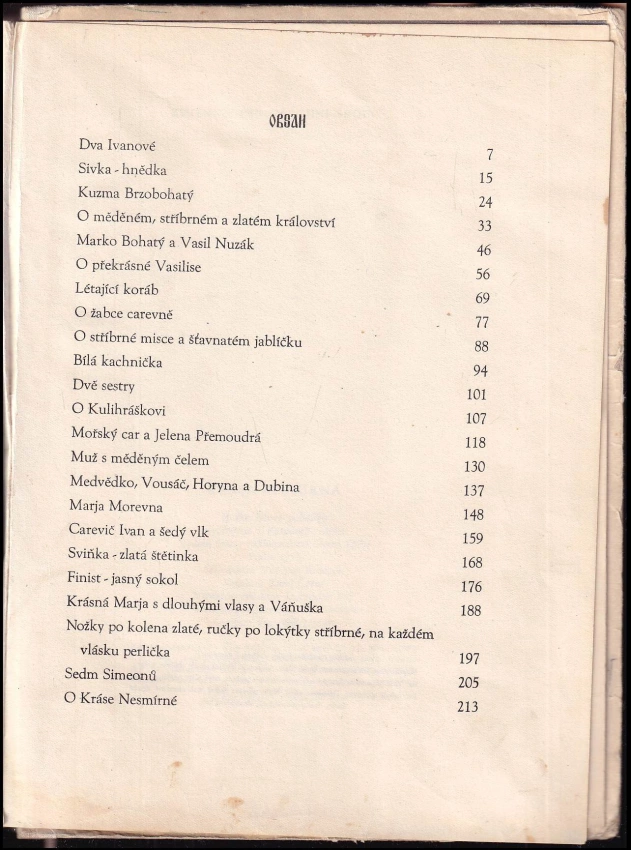 OBSAH
Dva Ivanové 7
Sivka - hnědka 15
Kuzma Brzobohatý 24
O měděném, stříbrném a zlatém království 33
Marko Bohatý a Vasil Nuzák 46
O překrásné Vasilise 56
Létající koráb 69
O žabce carevně 77
O stříbrné misce a šťavnatém jablíčku 88
Bílá kachnička 94
Dvě sestry 101
O Kulihráškovi 107
Mořský car a Jelena Přemoudrá 118
Muž s měděným čelem 130
Medvědko, Vousáč, Horyna a Dubina 137
Marja Morevna 148
Carevič Ivan a šedý vlk 159
Sviňka - zlatá štětinka 168
Finist - jasný sokol 176
Krásná Marja s dlouhými vlasy a Váňuška 188
Nožky po kolena zlaté, ručky po lokýtky stříbrné, na každém
vlásku perlička 197
Sedm Simeonů 205
O Kráse Nesmírné 213